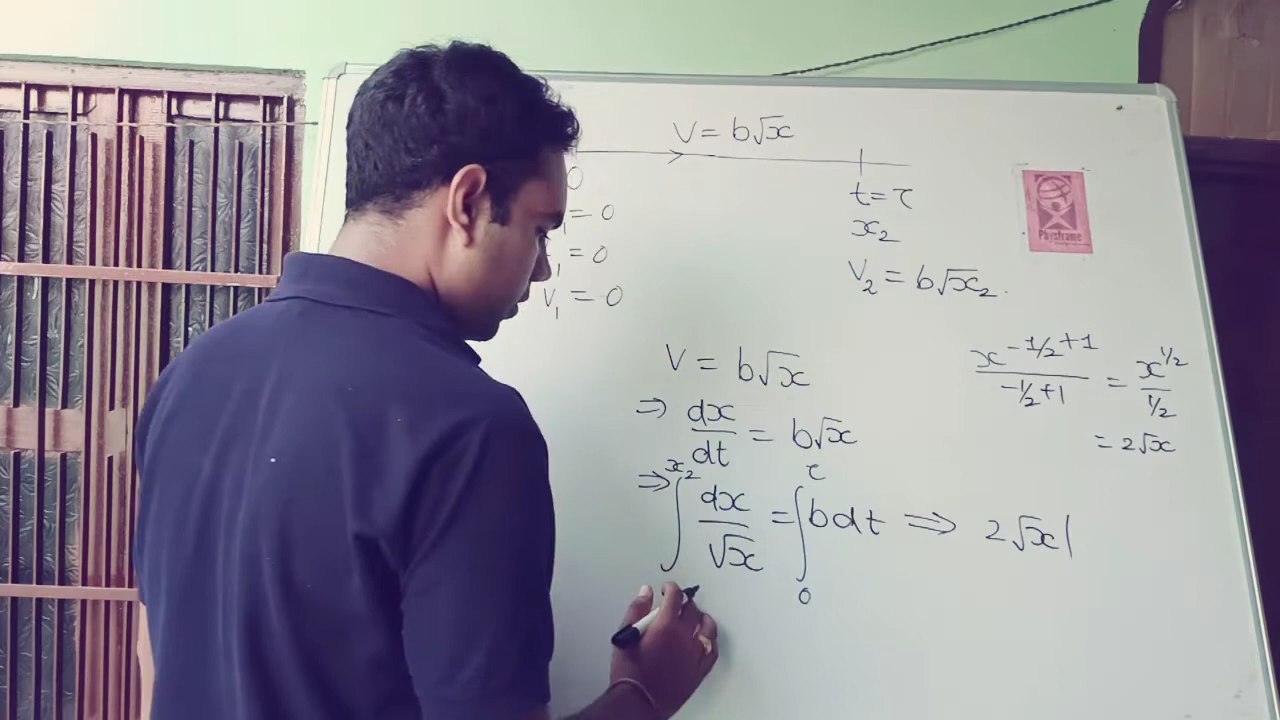 V = b√x
0
t = τ
= 0
x₂
= 0
V₁ = 0
V₂ = b√x₂.
Physframe
V = b√x
x^(-1/2+1) / (-1/2+1) = x^(1/2) / (1/2)
= 2√x
⇒ dx/dt = b√x
⇒ ∫^(x₂) dx/√x = ∫₀^τ b dt ⇒ 2√x|